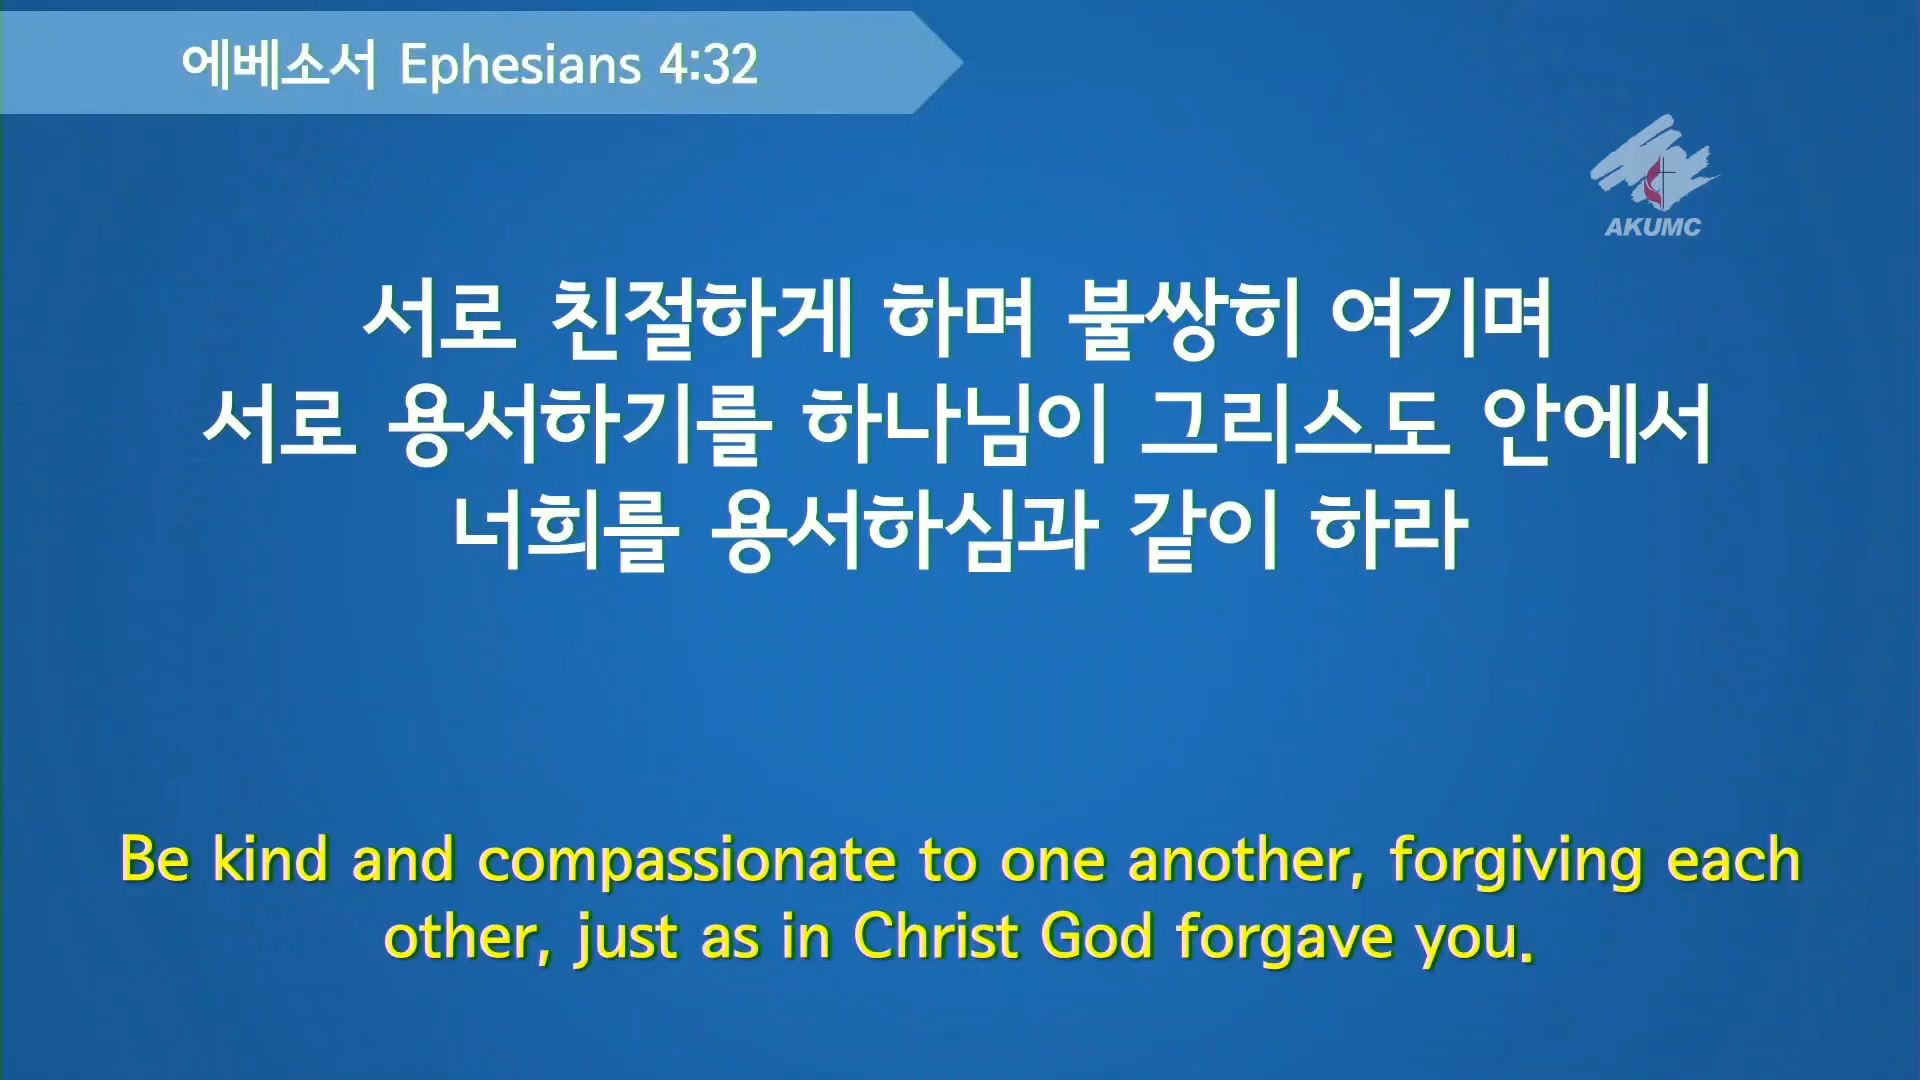 에베소서 Ephesians 4:32
AKUMC
서로 친절하게 하며 불쌍히 여기며
서로 용서하기를 하나님이 그리스도 안에서
너희를 용서하심과 같이 하라
Be kind and compassionate to one another, forgiving each
other, just as in Christ God forgave you.